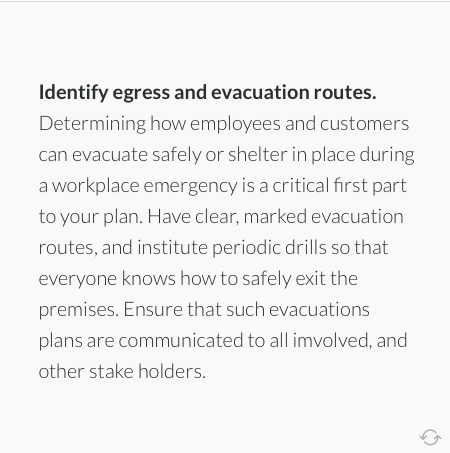 Identify egress and evacuation routes.
Determining how employees and customers
can evacuate safely or shelter in place during
a workplace emergency is a critical first part
to your plan. Have clear, marked evacuation
routes, and institute periodic drills so that
everyone knows how to safely exit the
premises. Ensure that such evacuations
plans are communicated to all imvolved, and
other stake holders.